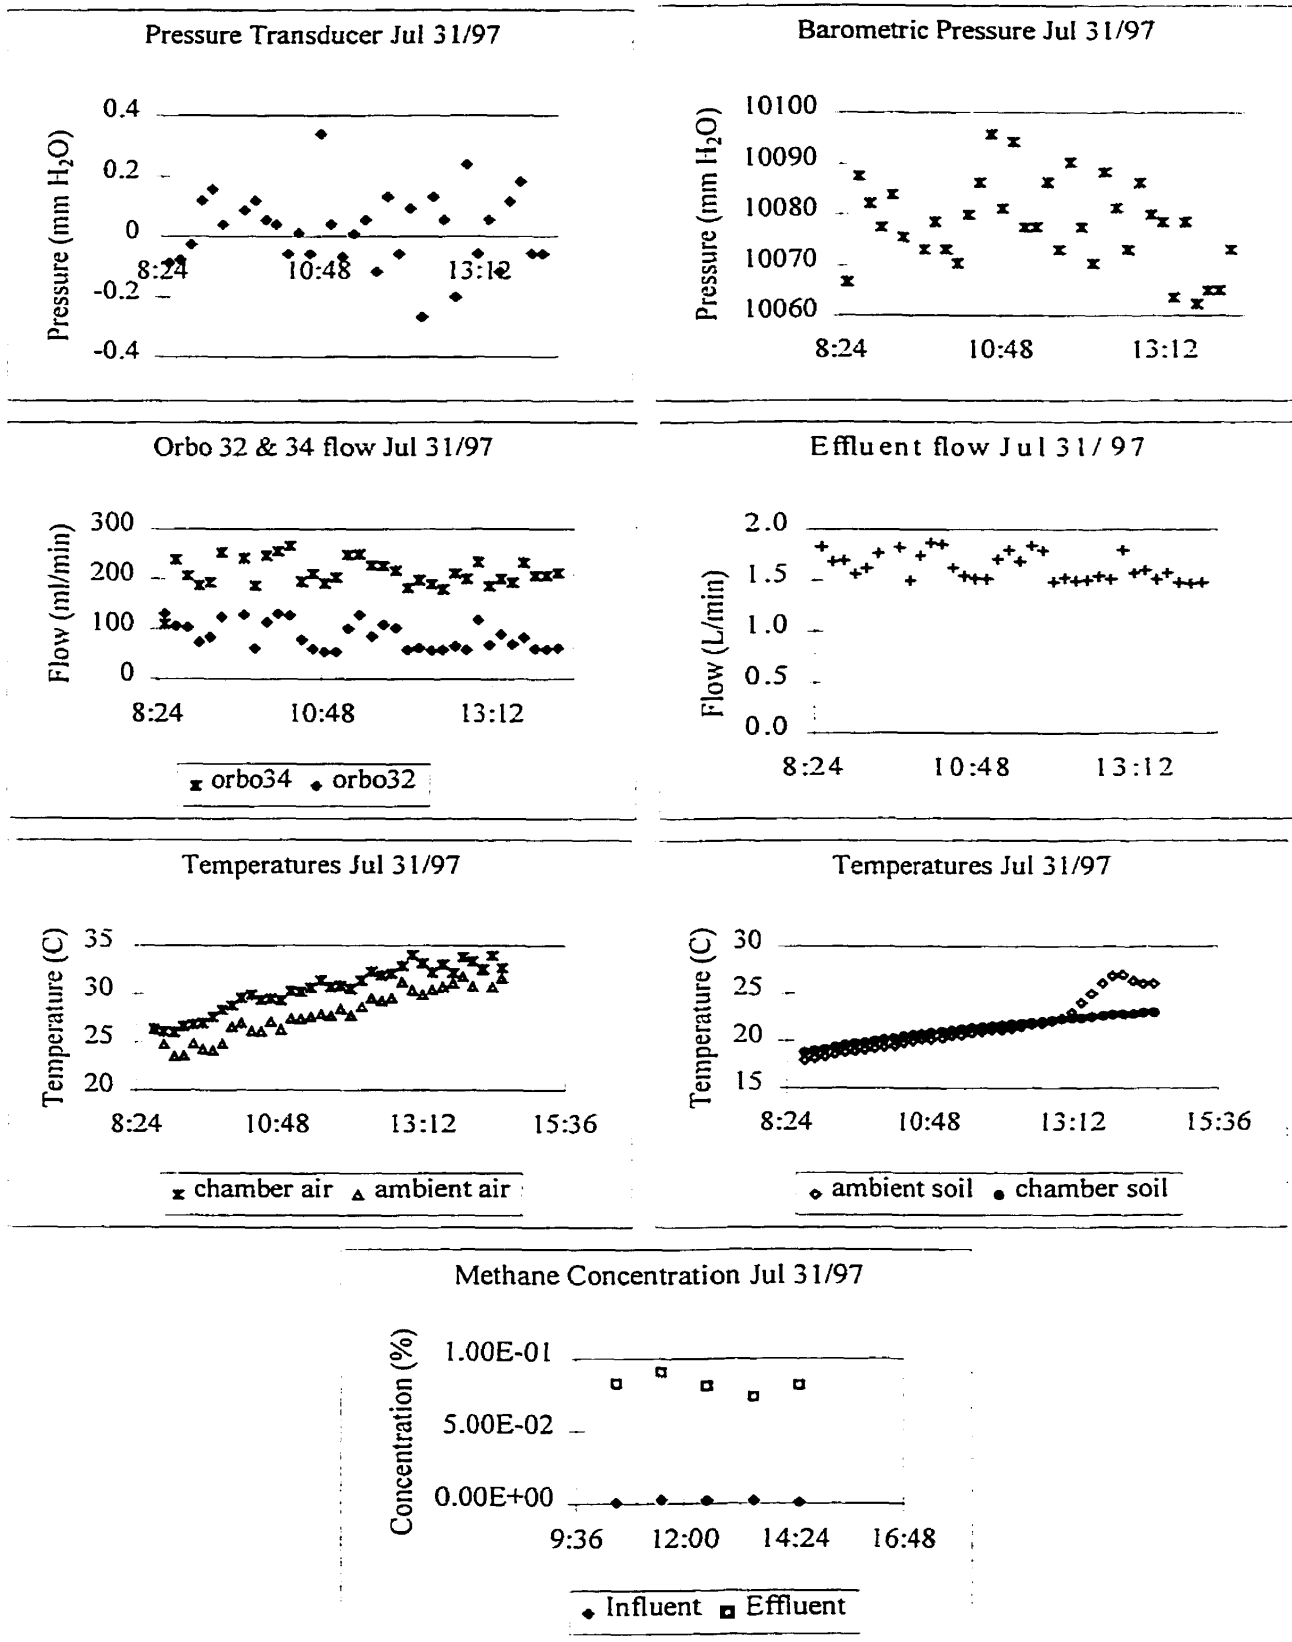 Pressure Transducer Jul 31/97
Pressure (mm H₂O)
0.4
0.2
0
-0.2
-0.4
8:24
10:48
13:12
Barometric Pressure Jul 31/97
Pressure (mm H₂O)
10100
10090
10080
10070
10060
8:24
10:48
13:12
Orbo 32 & 34 flow Jul 31/97
Flow (ml/min)
300
200
100
0
8:24
10:48
13:12
orbo34 orbo32
Effluent flow Jul 31/97
Flow (L/min)
2.0
1.5
1.0
0.5
0.0
8:24
10:48
13:12
Temperatures Jul 31/97
Temperature (C)
35
30
25
20
8:24
10:48
13:12
15:36
chamber air ambient air
Temperatures Jul 31/97
Temperature (C)
30
25
20
15
8:24
10:48
13:12
15:36
ambient soil chamber soil
Methane Concentration Jul 31/97
Concentration (%)
1.00E-01
5.00E-02
0.00E+00
9:36
12:00
14:24
16:48
Influent Effluent